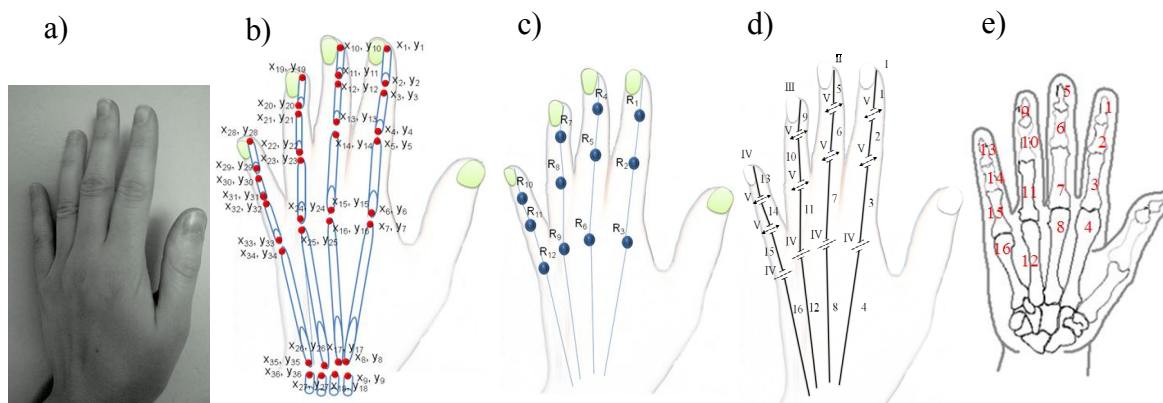 a)
b)
c)
d)
e)
x10, y10
x1, y1
x11, y11
x12, y12
x2, y2
x3, y3
x19, y19
x20, y20
x21, y21
x13, y13
x14, y14
x4, y4
x5, y5
x28, y28
x22, y22
x23, y23
x29, y29
x30, y30
x31, y31
x32, y32
x24, y24
x15, y15
x6, y6
x25, y25
x16, y16
x7, y7
x33, y33
x34, y34
x26, y26
x17, y17
x35, y35
x8, y8
x36, y36
x27, y27
x18, y18
x9, y9
R4
R1
R7
R5
R2
R8
R10
R11
R6
R3
R9
R12
II
I
III
5
V
1
9
V
6
2
V
V
V
IV
10
13
V
V
14
11
7
3
V
15
IV
IV
IV
IV
16
12
8
4
5
9
1
6
2
10
13
14
7
3
11
15
8
4
16
12